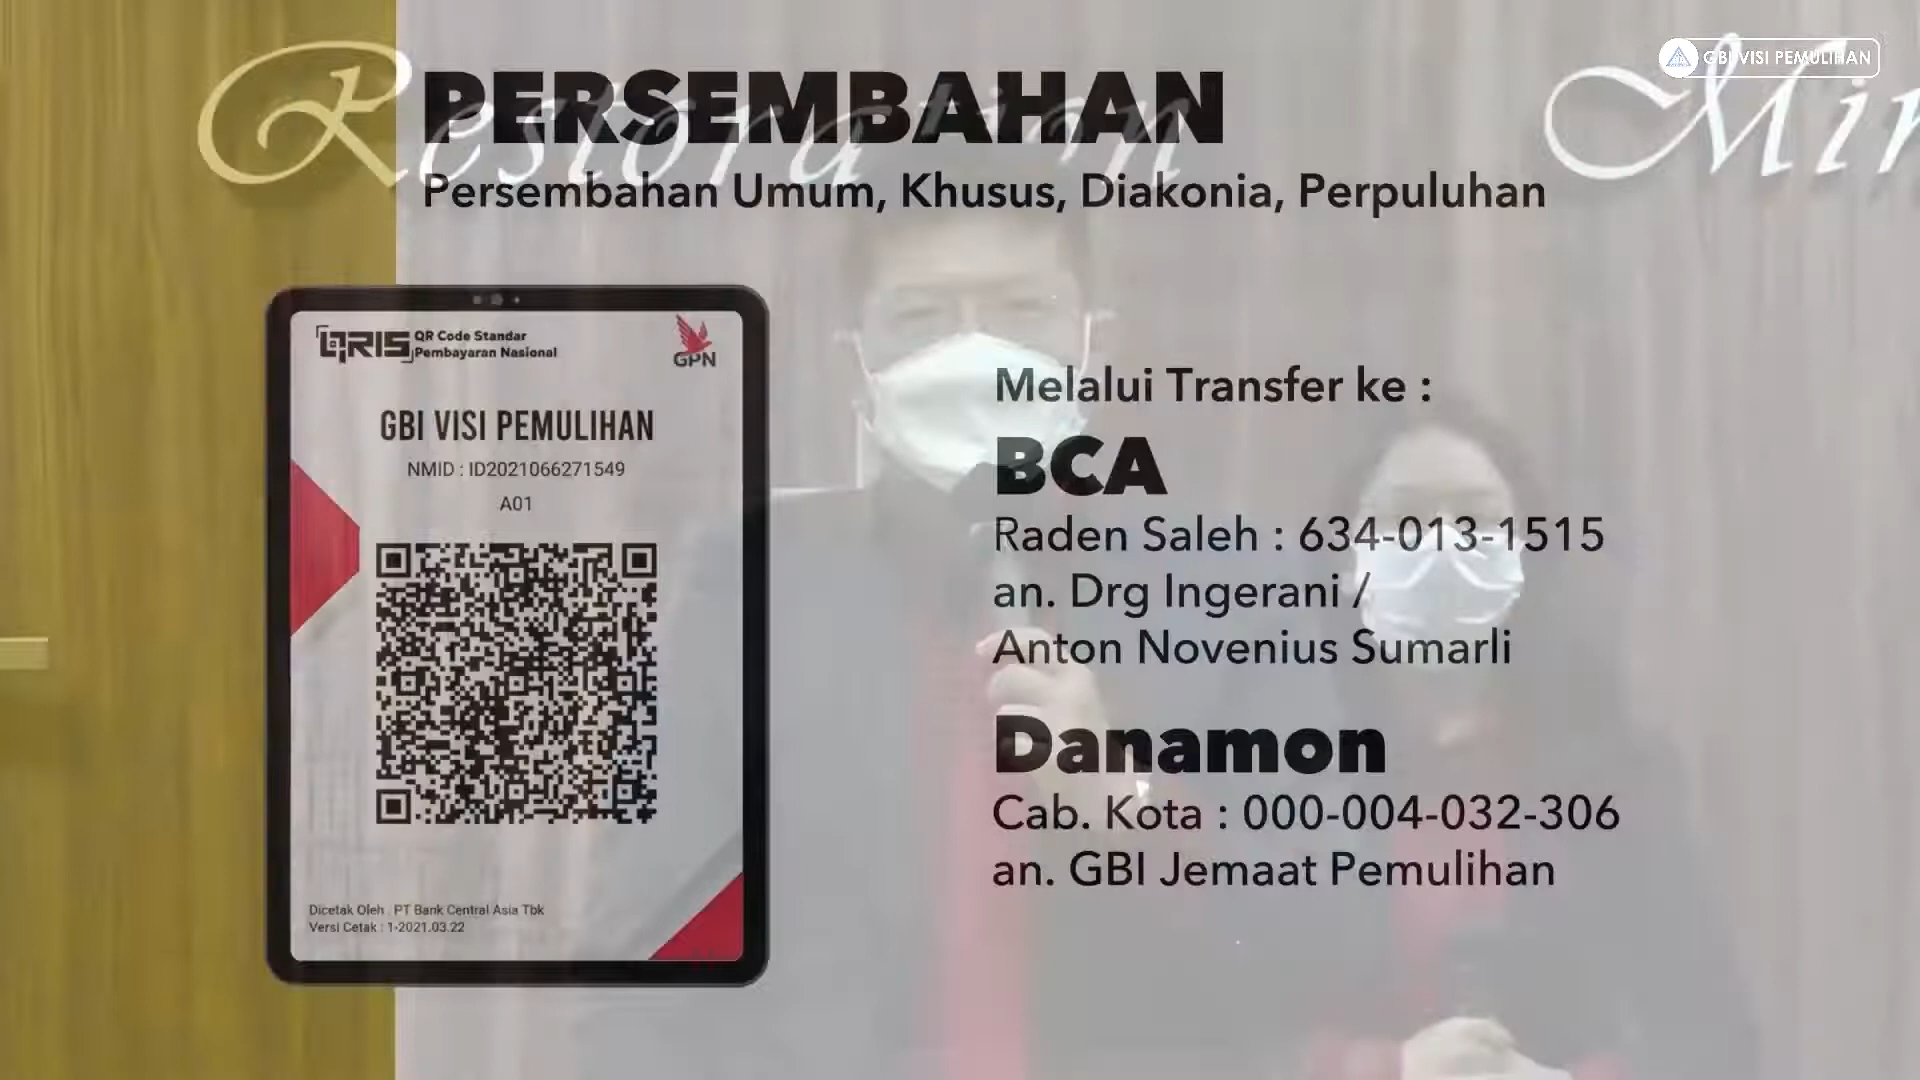 Restoration
Min
GBI VISI PEMULIHAN
PERSEMBAHAN
Persembahan Umum, Khusus, Diakonia, Perpuluhan
QRIS
QR Code Standar
Pembayaran Nasional
GPN
GBI VISI PEMULIHAN
NMID : ID2021066271549
A01
Dicetak Oleh : PT Bank Central Asia Tbk
Versi Cetak : 1-2021.03.22
Melalui Transfer ke :
BCA
Raden Saleh : 634-013-1515
an. Drg Ingerani /
Anton Novenius Sumarli
Danamon
Cab. Kota : 000-004-032-306
an. GBI Jemaat Pemulihan